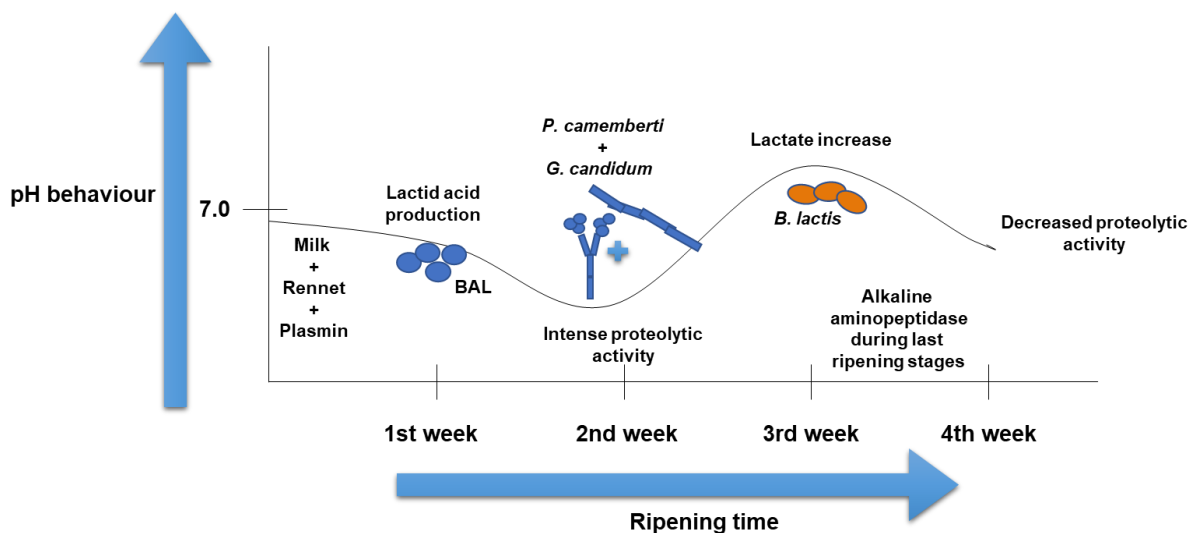 pH behaviour
7.0
Milk
+
Rennet
+
Plasmin
Lactid acid
production
BAL
P. camemberti
+
G. candidum
Intense proteolytic
activity
Lactate increase
B. lactis
Alkaline
aminopeptidase
during last
ripening stages
Decreased proteolytic
activity
1st week
2nd week
3rd week
4th week
Ripening time